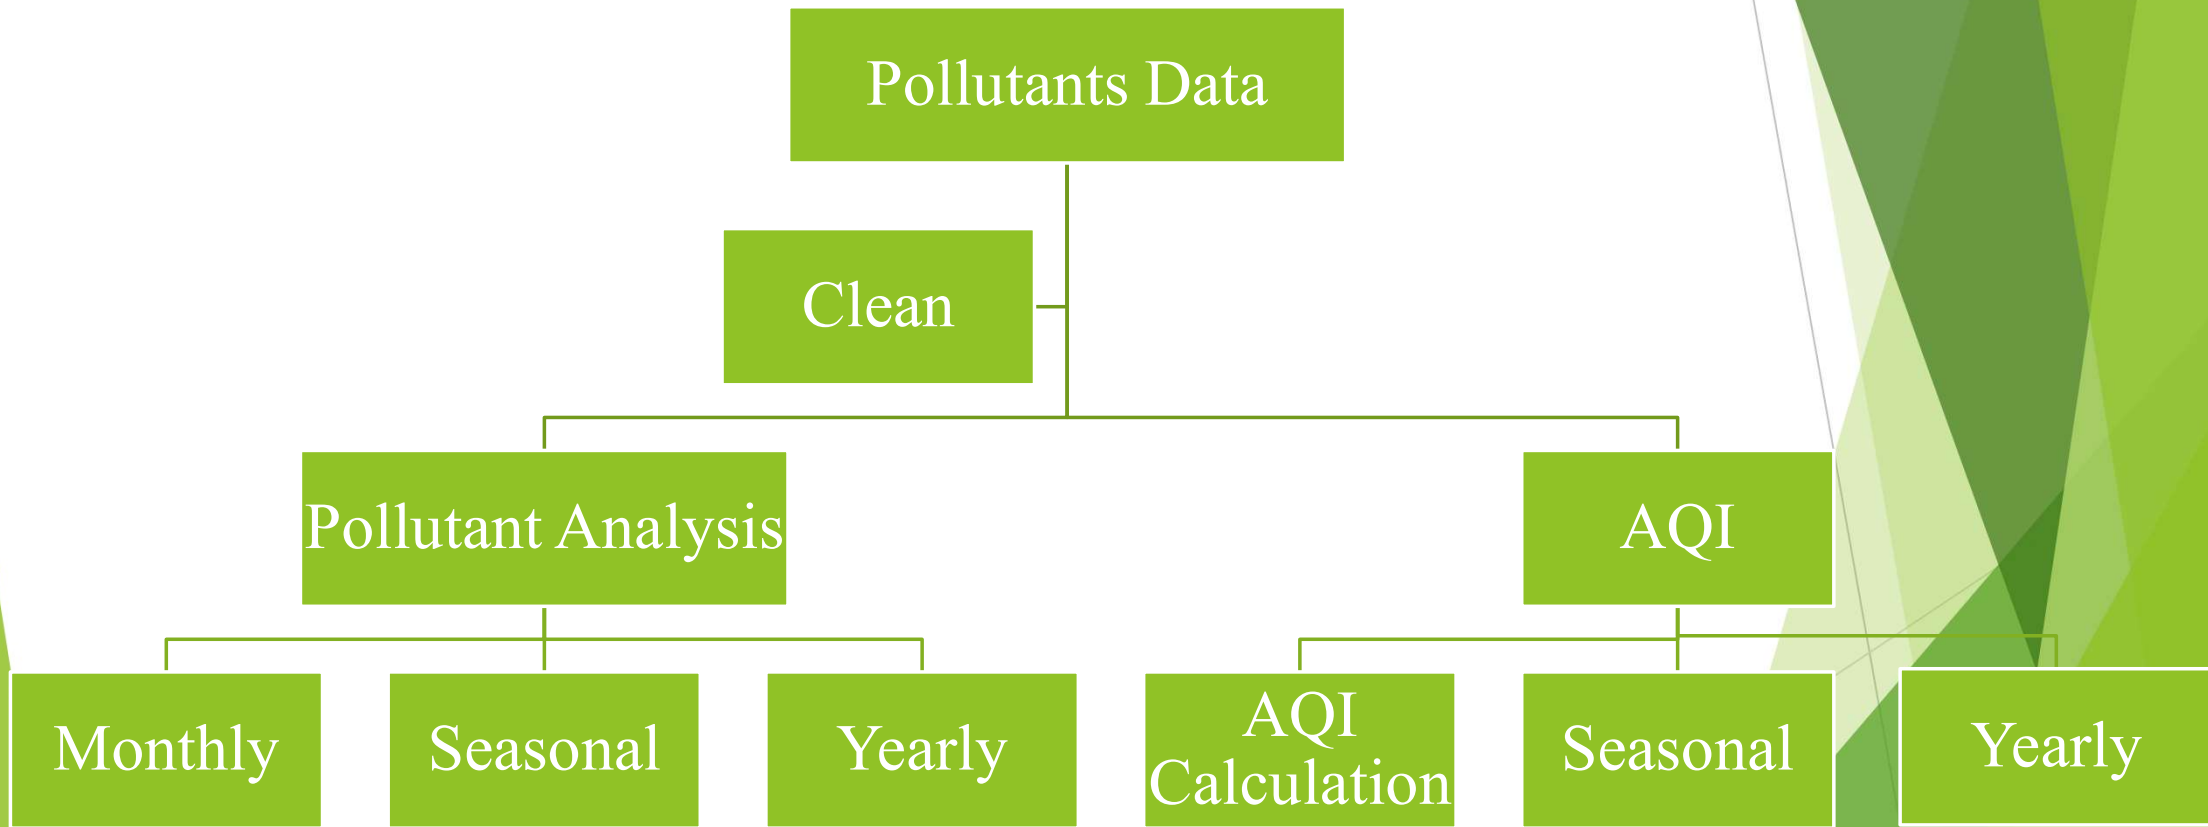 Pollutants Data
Clean
Pollutant Analysis
AQI
Monthly
Seasonal
Yearly
AQI
Calculation
Seasonal
Yearly